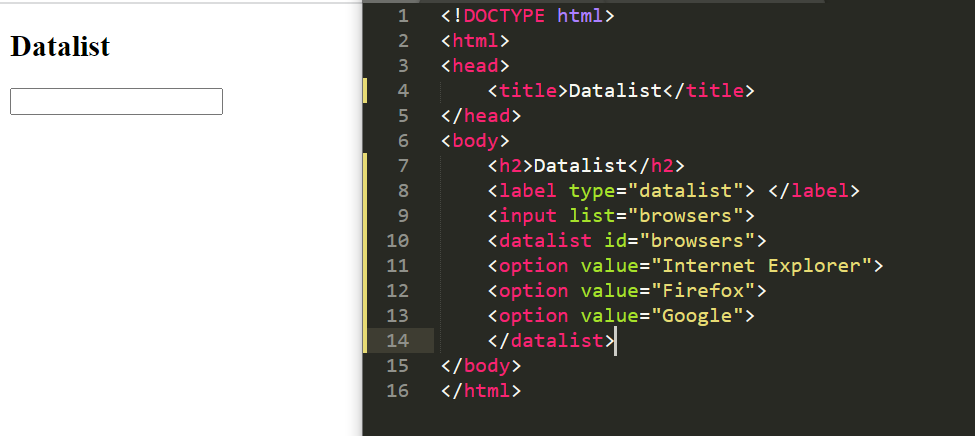 Datalist
1 <!DOCTYPE html>
2 <html>
3 <head>
4     <title>Datalist</title>
5 </head>
6 <body>
7     <h2>Datalist</h2>
8     <label type="datalist"> </label>
9     <input list="browsers">
10     <datalist id="browsers">
11     <option value="Internet Explorer">
12     <option value="Firefox">
13     <option value="Google">
14     </datalist>
15 </body>
16 </html>